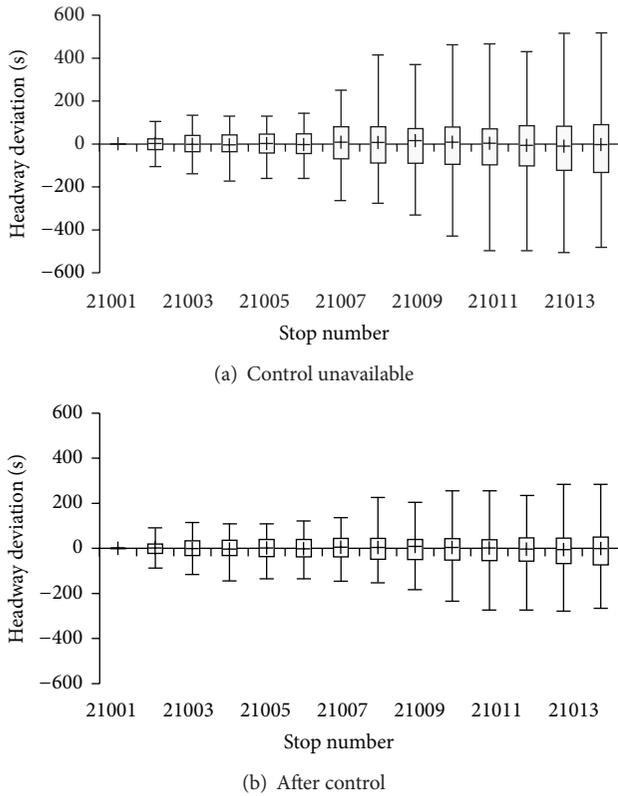 600
400
200
0
−200
−400
−600
Headway deviation (s)
21001 21003 21005 21007 21009 21011 21013
Stop number
(a) Control unavailable
600
400
200
0
−200
−400
−600
Headway deviation (s)
21001 21003 21005 21007 21009 21011 21013
Stop number
(b) After control